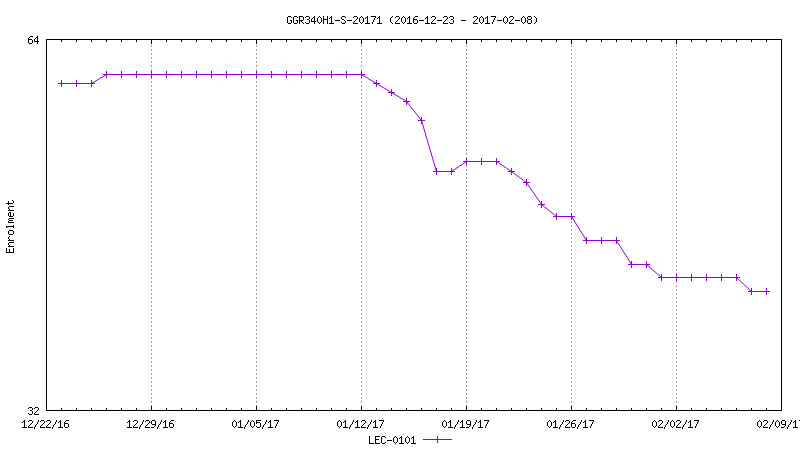 GGR340H1-S-20171 (2016-12-23 - 2017-02-08)
64
Enrolment
32
12/22/16 12/29/16 01/05/17 01/12/17 01/19/17 01/26/17 02/02/17 02/09/1
LEC-0101